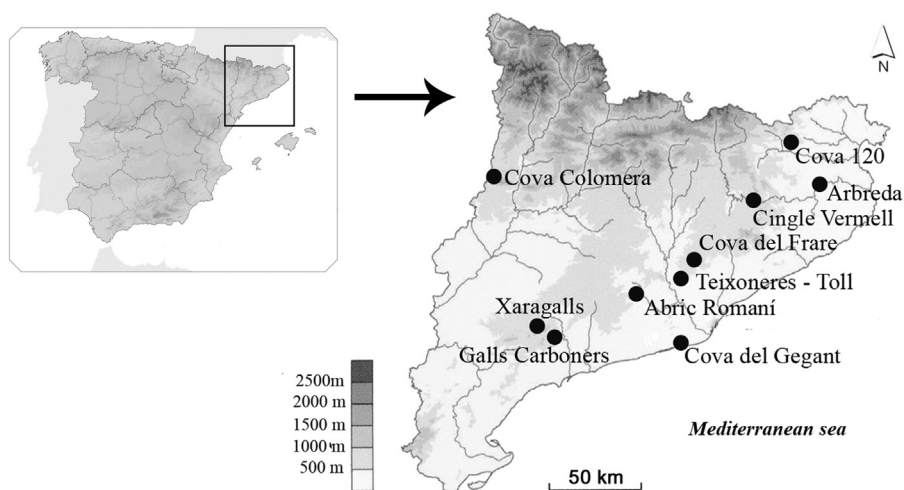 N
Cova 120
Cova Colomera
Arbreda
Cingle Vermell
Cova del Frare
Teixoneres - Toll
Abric Romaní
Xaragalls
Galls Carboners
Cova del Gegant
2500m
2000 m
1500 m
1000 m
500 m
Mediterranean sea
50 km